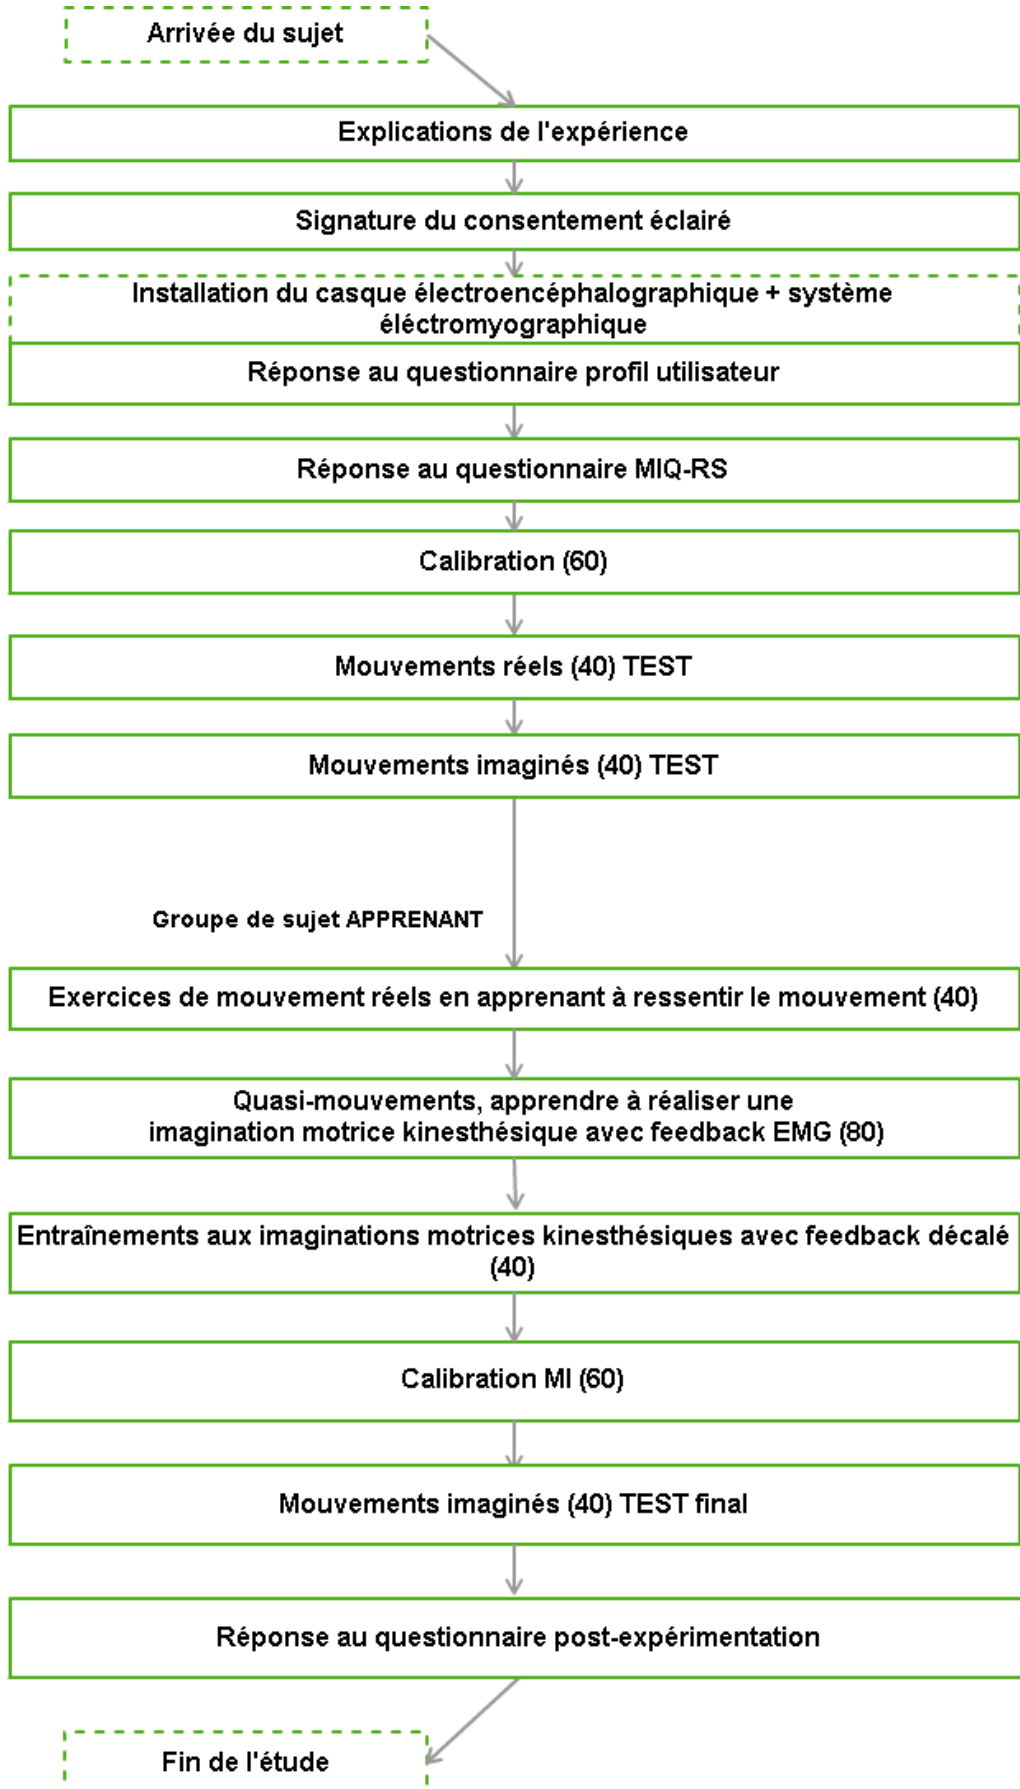 Arrivée du sujet
Explications de l'expérience
Signature du consentement éclairé
Installation du casque électroencéphalographique + système
éléctromyographique
Réponse au questionnaire profil utilisateur
Réponse au questionnaire MIQ-RS
Calibration (60)
Mouvements réels (40) TEST
Mouvements imaginés (40) TEST
Groupe de sujet APPRENANT
Exercices de mouvement réels en apprenant à ressentir le mouvement (40)
Quasi-mouvements, apprendre à réaliser une
imagination motrice kinesthésique avec feedback EMG (80)
Entraînements aux imaginations motrices kinesthésiques avec feedback décalé
(40)
Calibration MI (60)
Mouvements imaginés (40) TEST final
Réponse au questionnaire post-expérimentation
Fin de l'étude